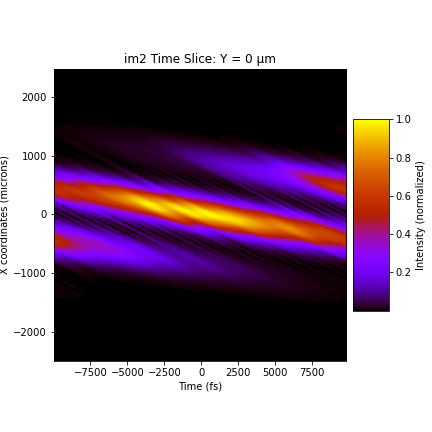 im2 Time Slice: Y = 0 µm
X coordinates (microns)
2000
1000
0
−1000
−2000
−7500 −5000 −2500 0 2500 5000 7500
Time (fs)
1.0
0.8
0.6
0.4
0.2
Intensity (normalized)